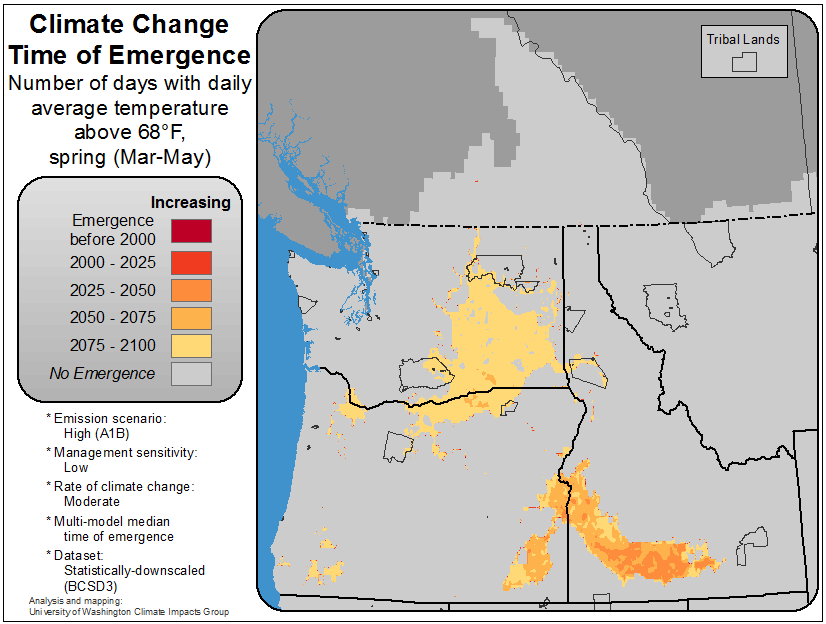 Climate Change
Time of Emergence
Number of days with daily
average temperature
above 68°F,
spring (Mar-May)
Increasing
Emergence
before 2000
2000 - 2025
2025 - 2050
2050 - 2075
2075 - 2100
No Emergence
* Emission scenario:
High (A1B)
* Management sensitivity:
Low
* Rate of climate change:
Moderate
* Multi-model median
time of emergence
* Dataset:
Statistically-downscaled
(BCSD3)
Analysis and mapping:
University of Washington Climate Impacts Group
Tribal Lands